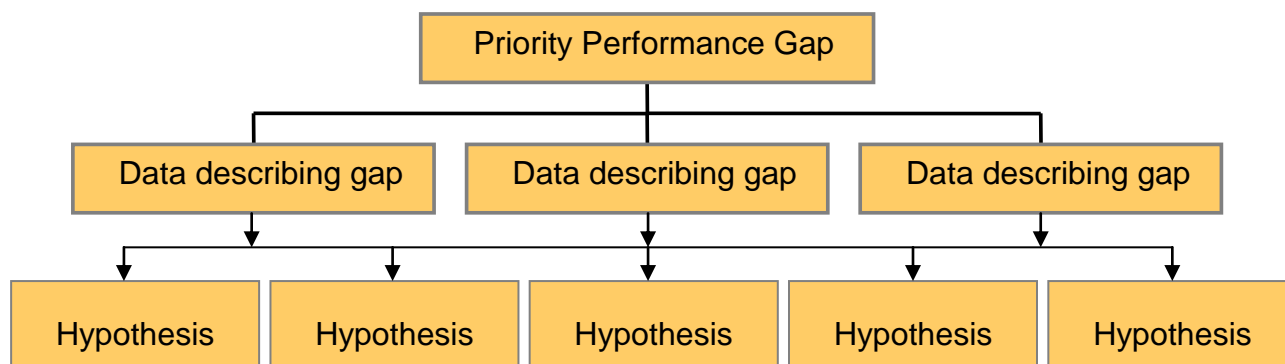 Priority Performance Gap
Data describing gap
Data describing gap
Data describing gap
Hypothesis
Hypothesis
Hypothesis
Hypothesis
Hypothesis